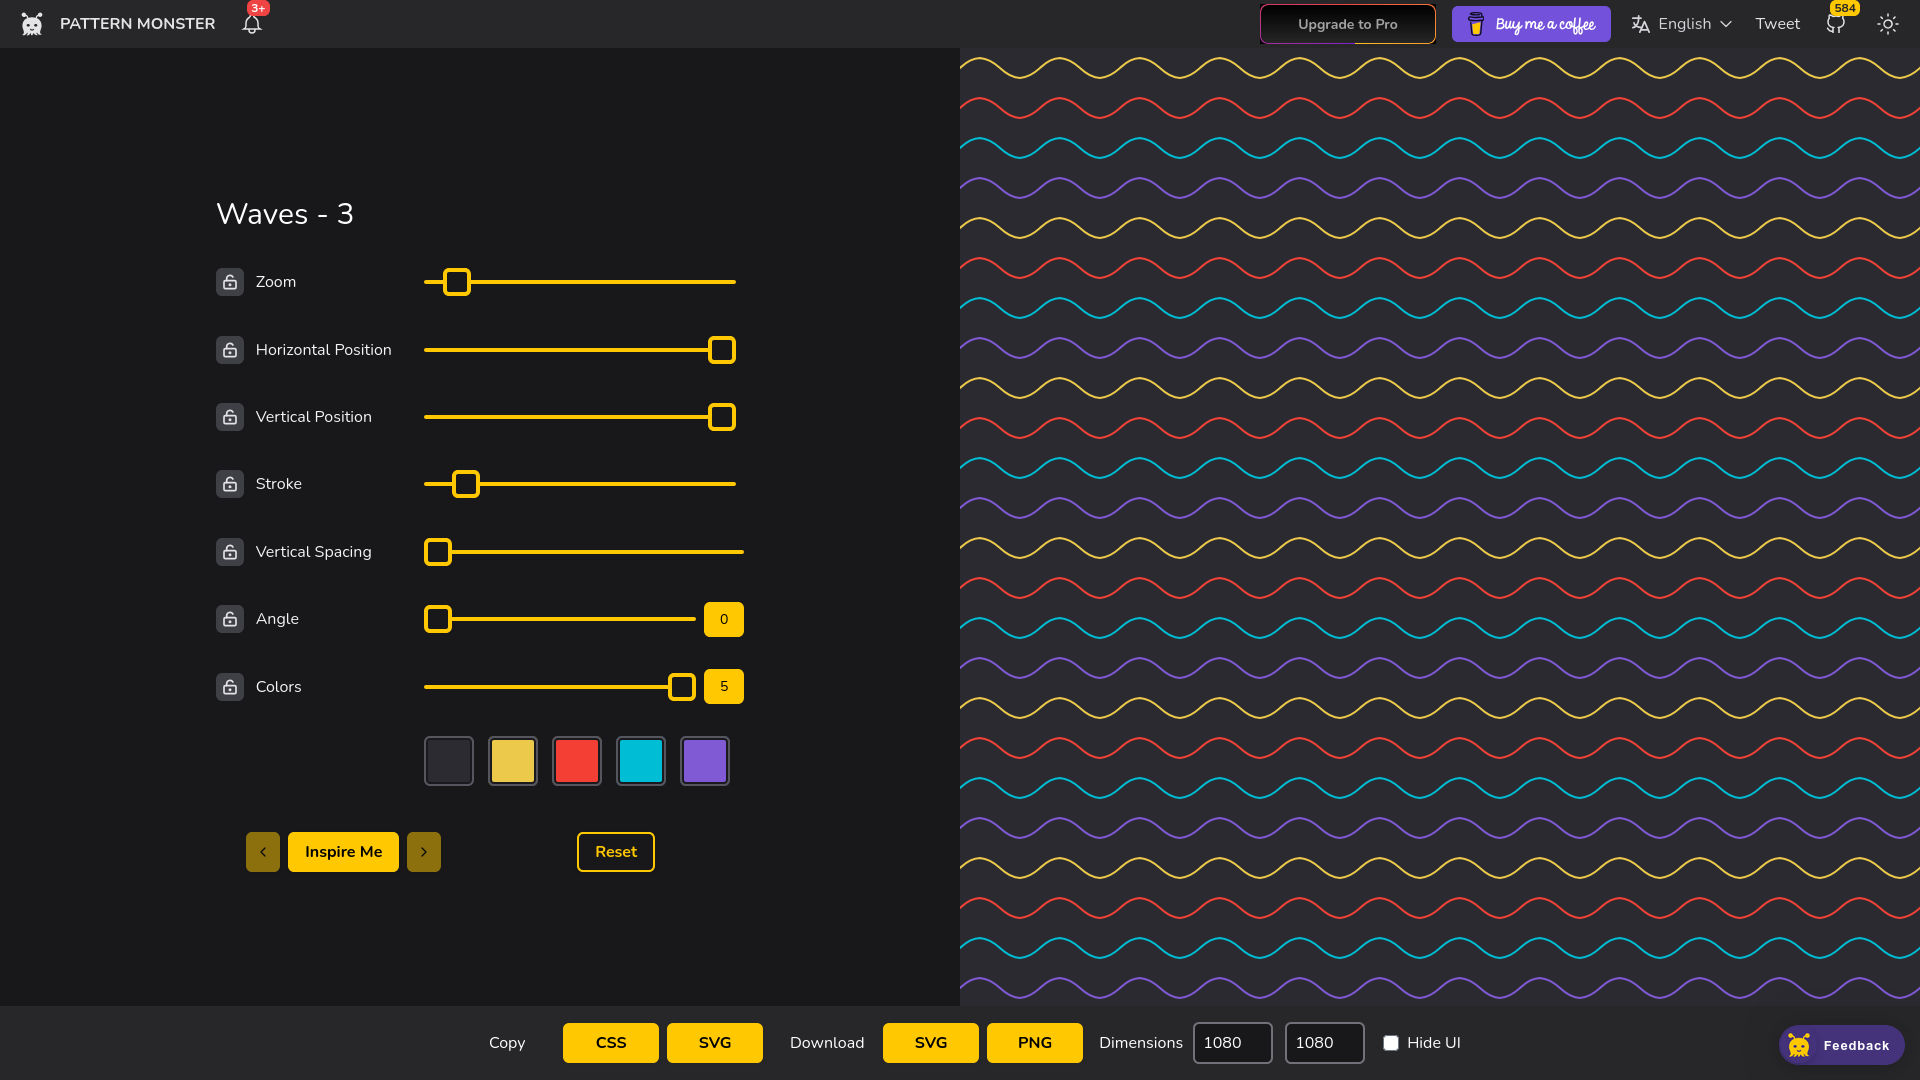 PATTERN MONSTER
3+
Upgrade to Pro
Buy me a coffee
English
Tweet
584
Waves - 3
Zoom
Horizontal Position
Vertical Position
Stroke
Vertical Spacing
Angle
0
Colors
5
Inspire Me
Reset
Copy
CSS
SVG
Download
SVG
PNG
Dimensions
1080
1080
Hide UI
Feedback